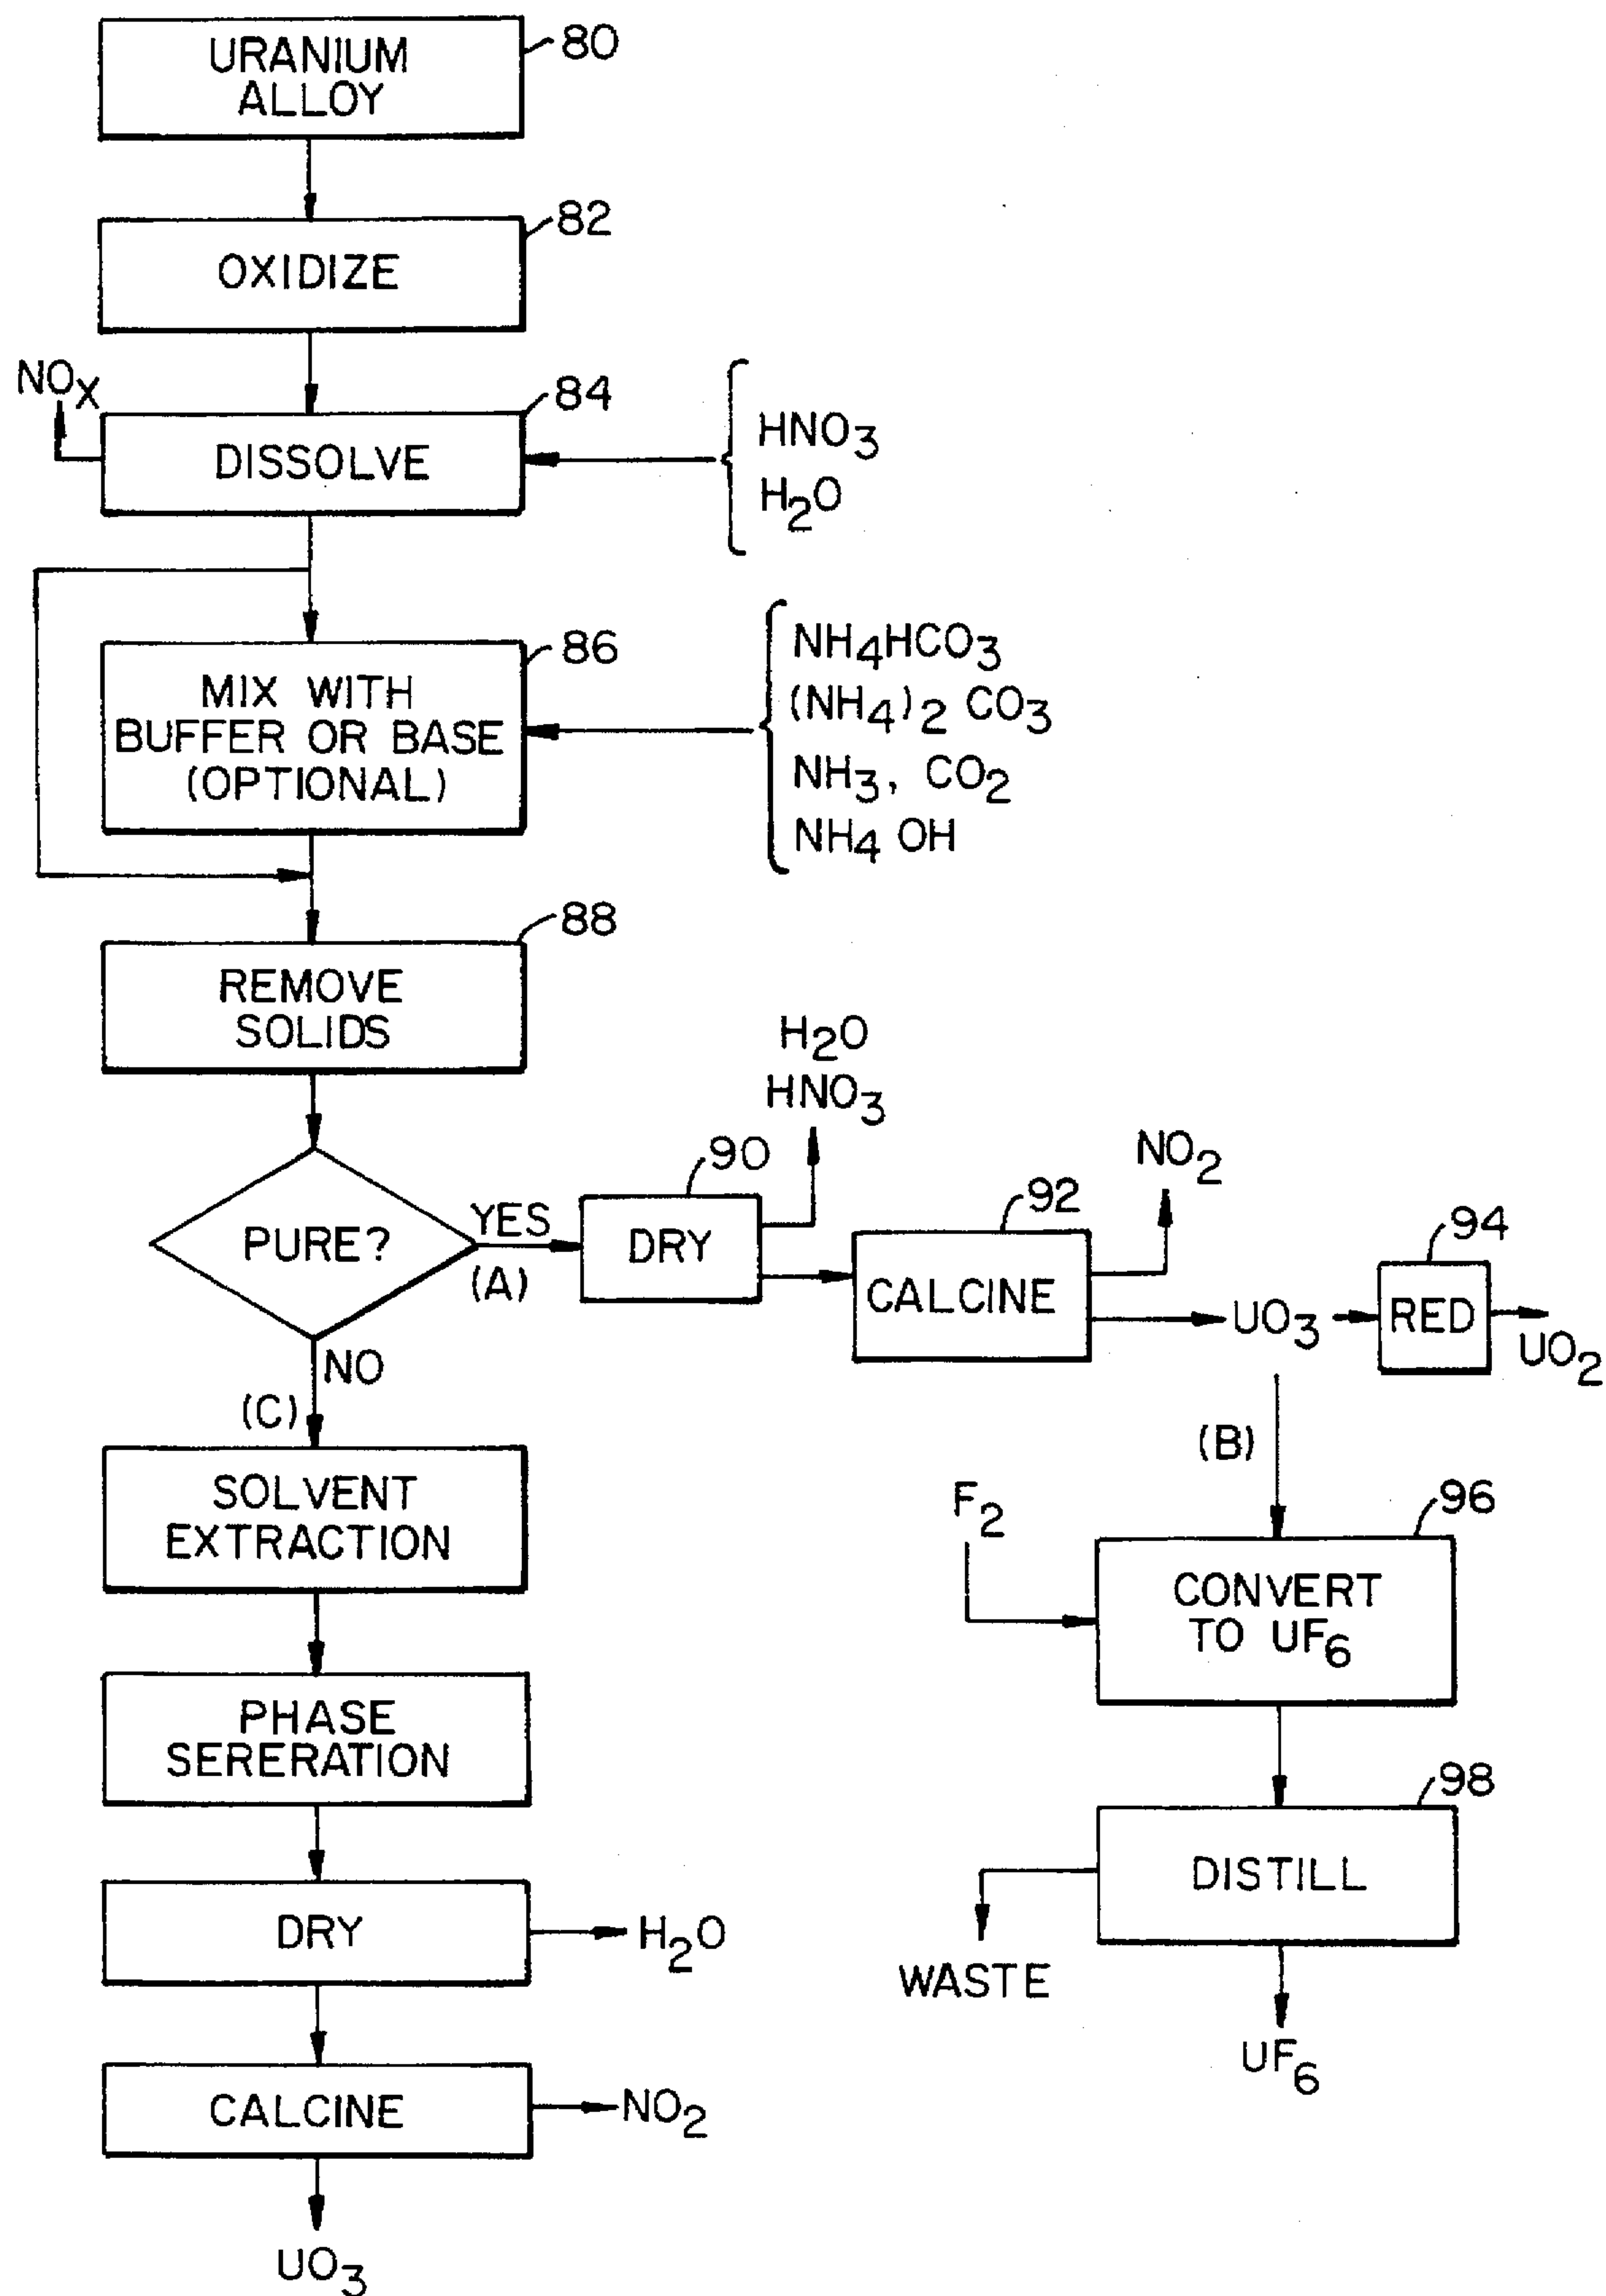 URANIUM
ALLOY
80
OXIDIZE
82
NOX
DISSOLVE
84
HNO3
H2O
MIX WITH
BUFFER OR BASE
(OPTIONAL)
86
NH4HCO3
(NH4)2 CO3
NH3, CO2
NH4 OH
REMOVE
SOLIDS
88
PURE?
YES
(A)
DRY
90
H2O
HNO3
CALCINE
92
NO2
UO3
RED
94
UO2
NO
(C)
SOLVENT
EXTRACTION
PHASE
SERERATION
DRY
H2O
CALCINE
NO2
UO3
(B)
F2
CONVERT
TO UF6
96
DISTILL
98
WASTE
UF6